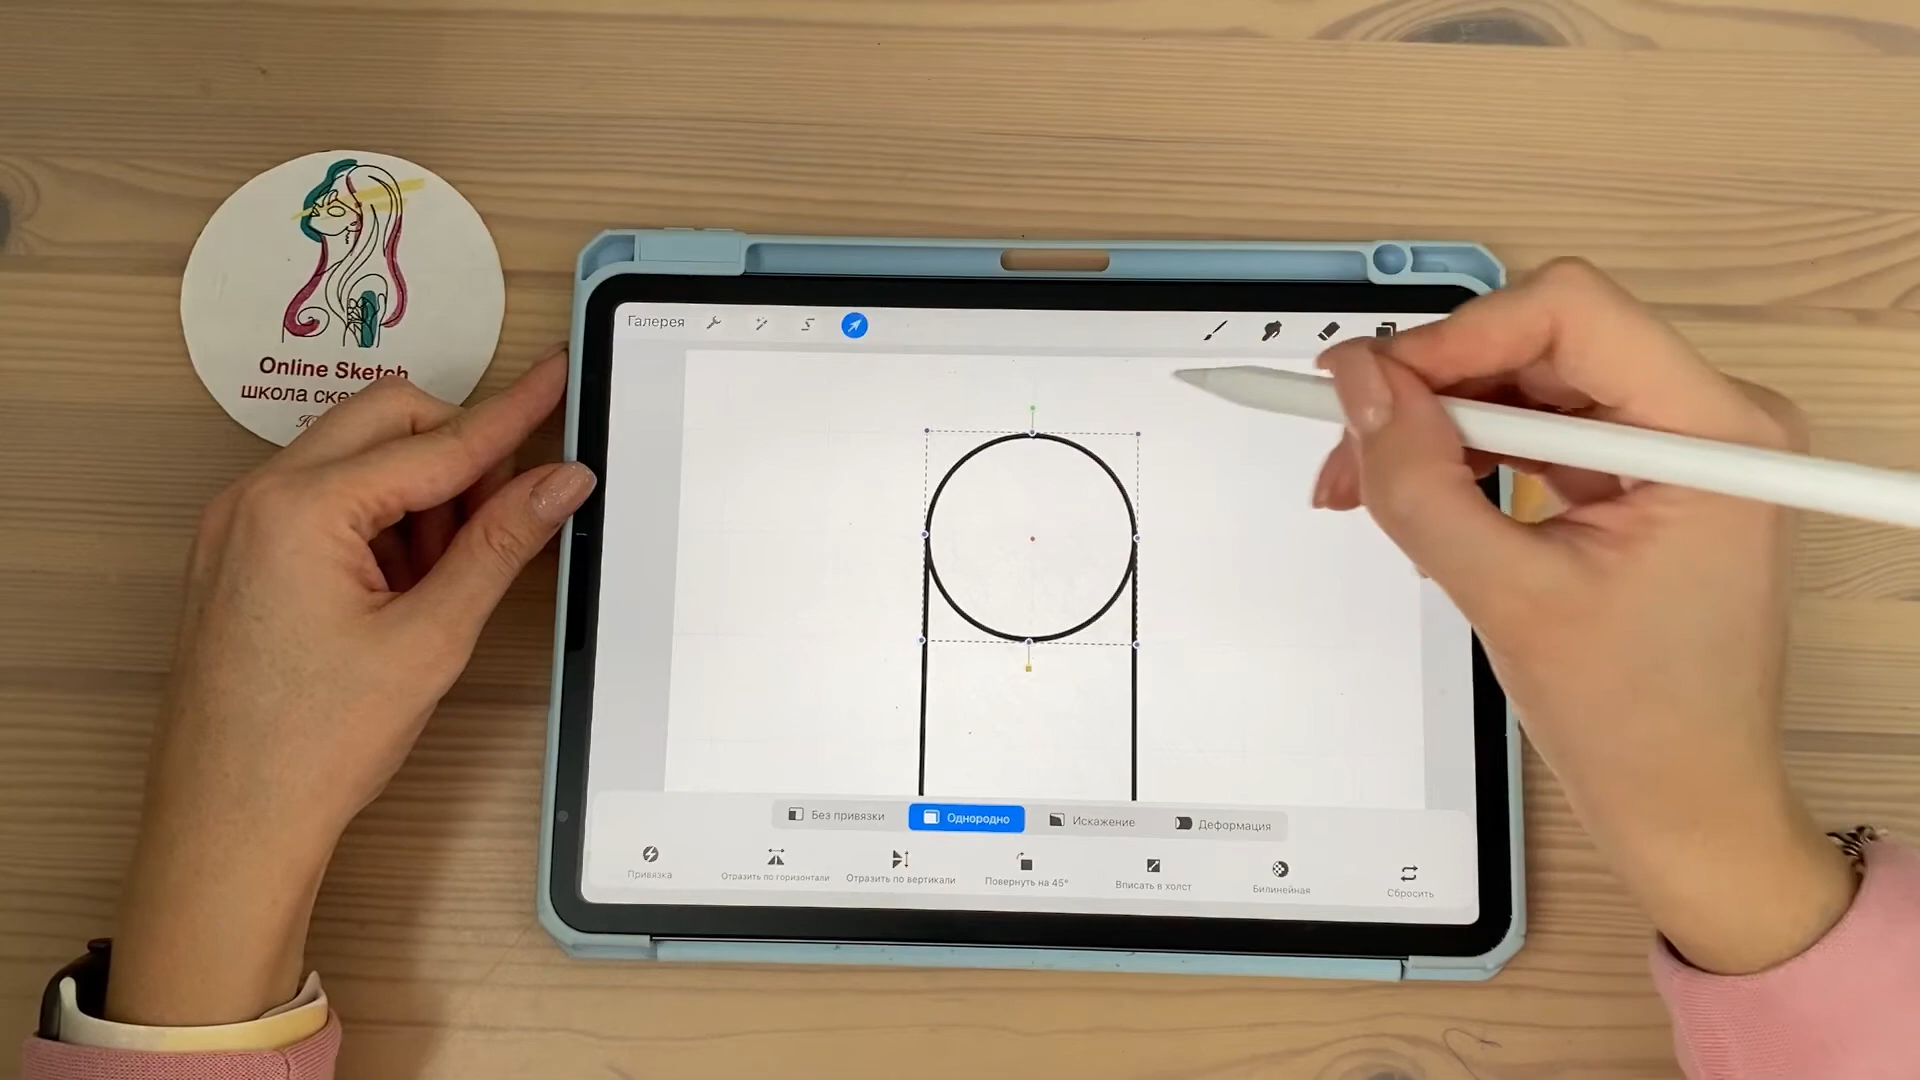 Online Sketch
школа ске
Галерея
Без привязки
Однородно
Искажение
Деформация
Привязка
Отразить по горизонтали
Отразить по вертикали
Повернуть на 45°
Вписать в холст
Билинейная
Сбросить